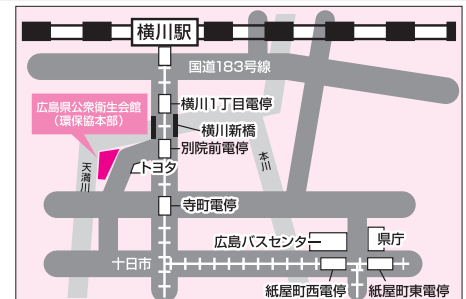 横川駅
国道183号線
広島県公衆衛生会館
（環保協本部）
横川1丁目電停
横川新橋
別院前電停
天満川
トヨタ
本川
寺町電停
広島バスセンター
県庁
十日市
紙屋町西電停
紙屋町東電停